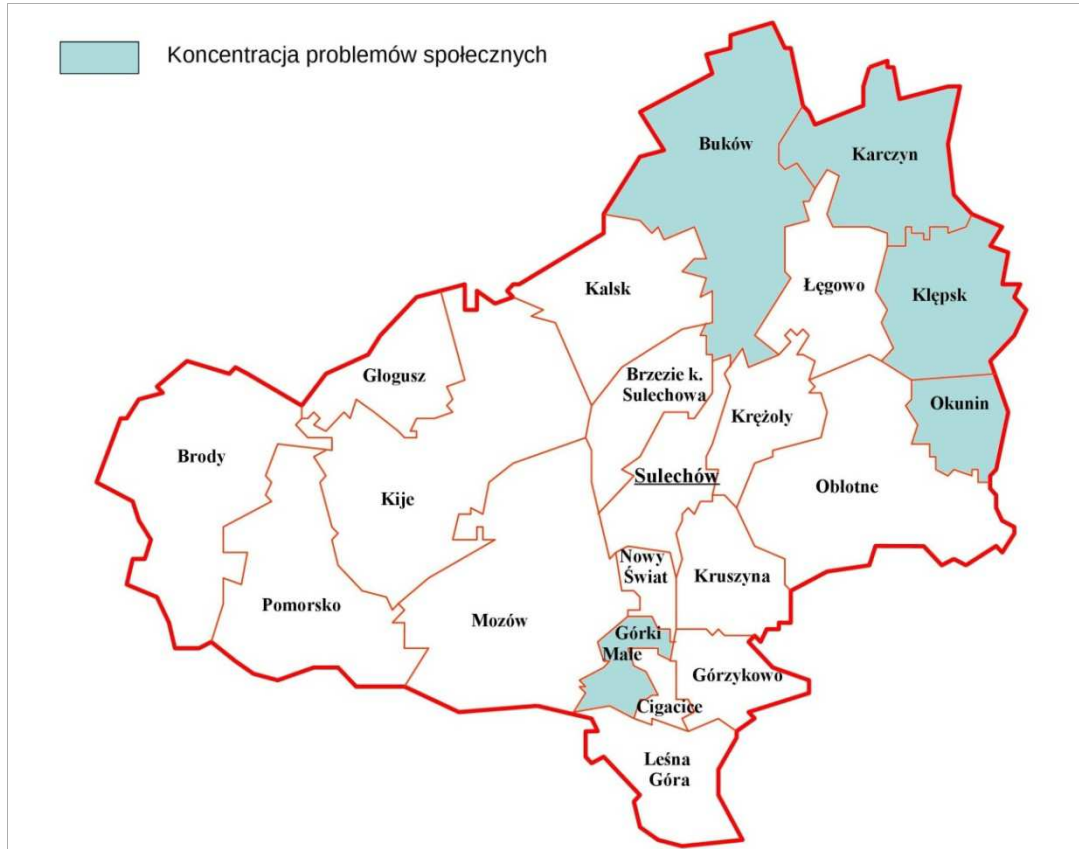 Koncentracja problemów społecznych
Buków
Karczyn
Kalsk
Łęgowo
Klępsk
Głogusz
Brzezie k.
Sulechowa
Krężoły
Okunin
Brody
Sulechów
Kije
Obłotne
Nowy
Świat
Kruszyna
Pomorsko
Mozów
Górki
Małe
Górzykowo
Cigacice
Leśna
Góra